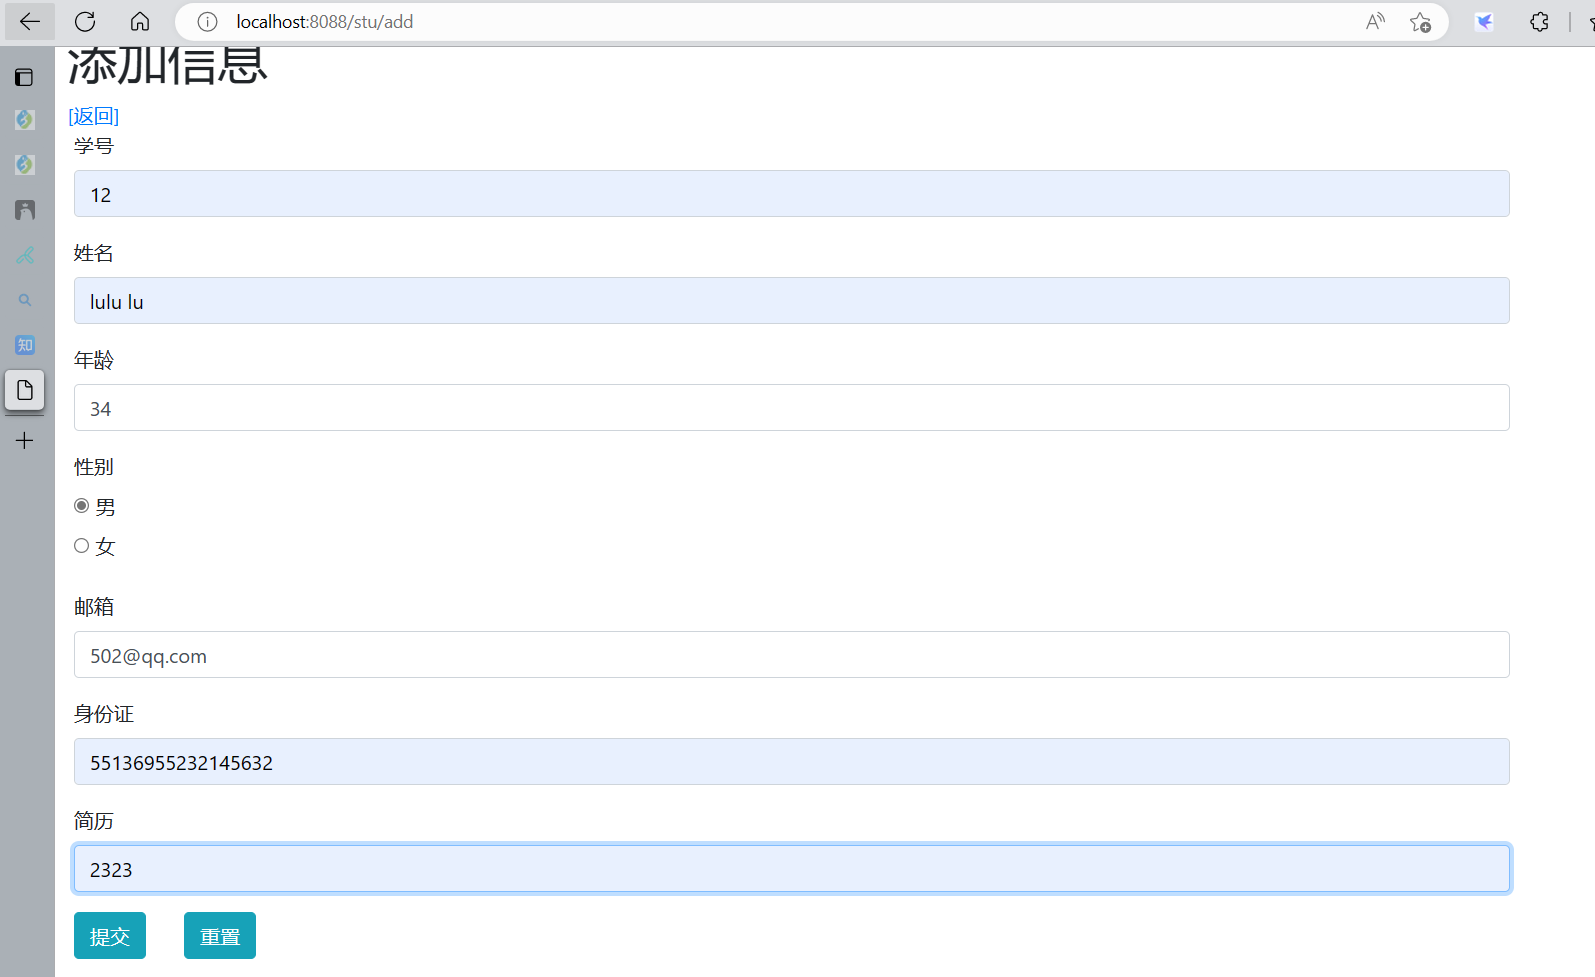 localhost:8088/stu/add
添加信息
[返回]
学号
12
姓名
lulu lu
年龄
34
性别
男
女
邮箱
502@qq.com
身份证
55136955232145632
简历
2323
提交 重置
知